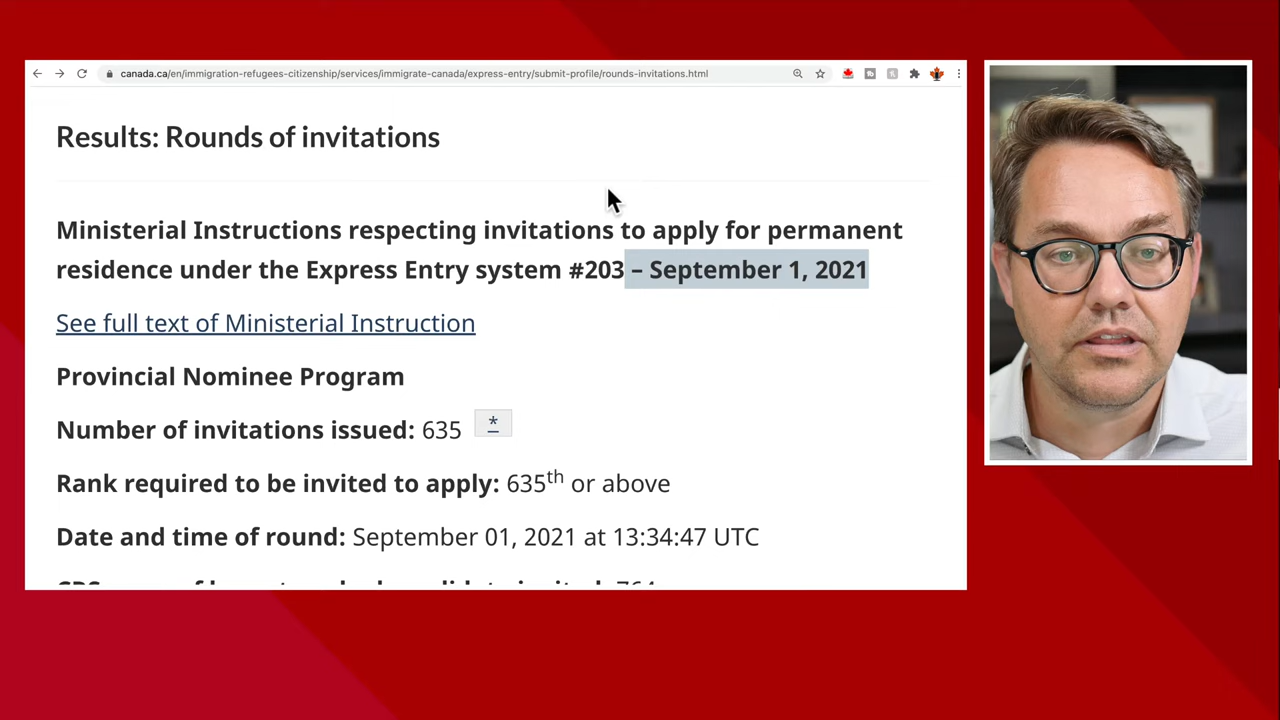 canada.ca/en/immigration-refugees-citizenship/services/immigrate-canada/express-entry/submit-profile/rounds-invitations.html
Results: Rounds of invitations
Ministerial Instructions respecting invitations to apply for permanent
residence under the Express Entry system #203 – September 1, 2021
See full text of Ministerial Instruction
Provincial Nominee Program
Number of invitations issued: 635 *
Rank required to be invited to apply: 635th or above
Date and time of round: September 01, 2021 at 13:34:47 UTC